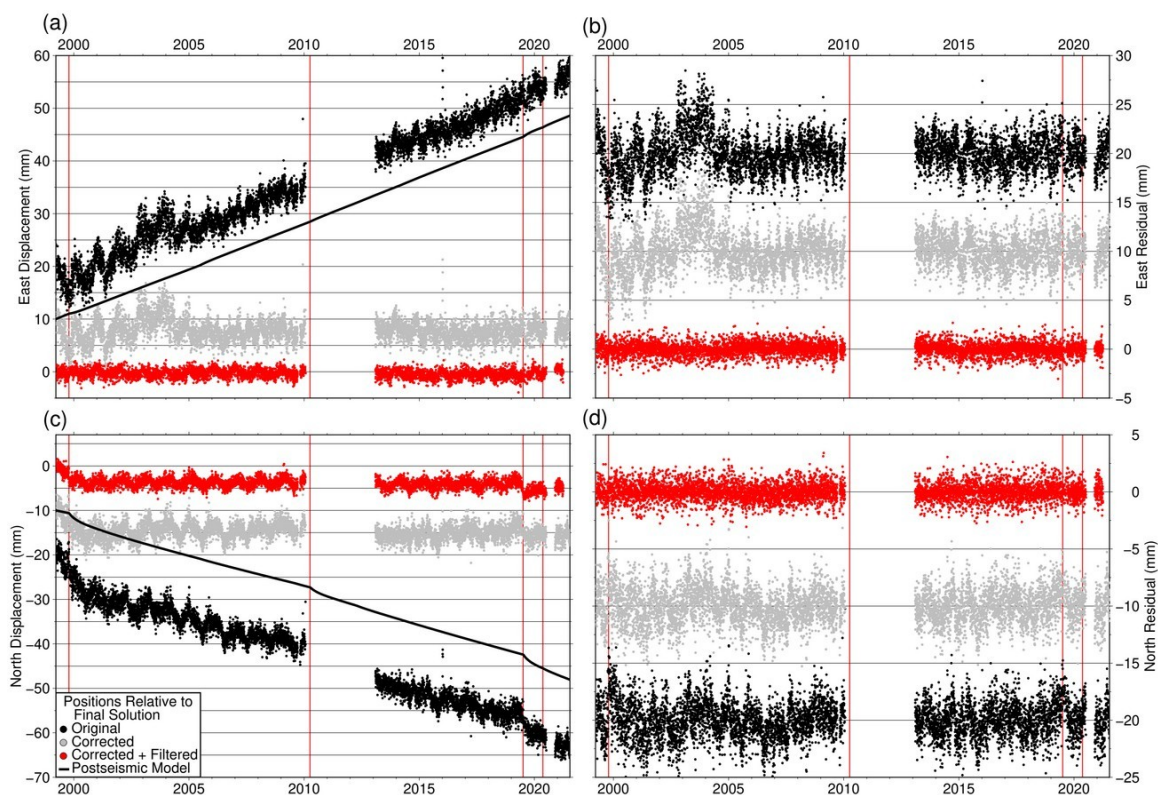 (a)
(b)
2000 2005 2010 2015 2020
2000 2005 2010 2015 2020
60
50
40
30
20
10
0
East Displacement (mm)
30
25
20
15
10
5
0
−5
East Residual (mm)
(c)
(d)
0
−10
−20
−30
−40
−50
−60
−70
North Displacement (mm)
Positions Relative to
Final Solution
Original
Corrected
Corrected + Filtered
Postseismic Model
5
0
−5
−10
−15
−20
−25
North Residual (mm)
2000 2005 2010 2015 2020
2000 2005 2010 2015 2020